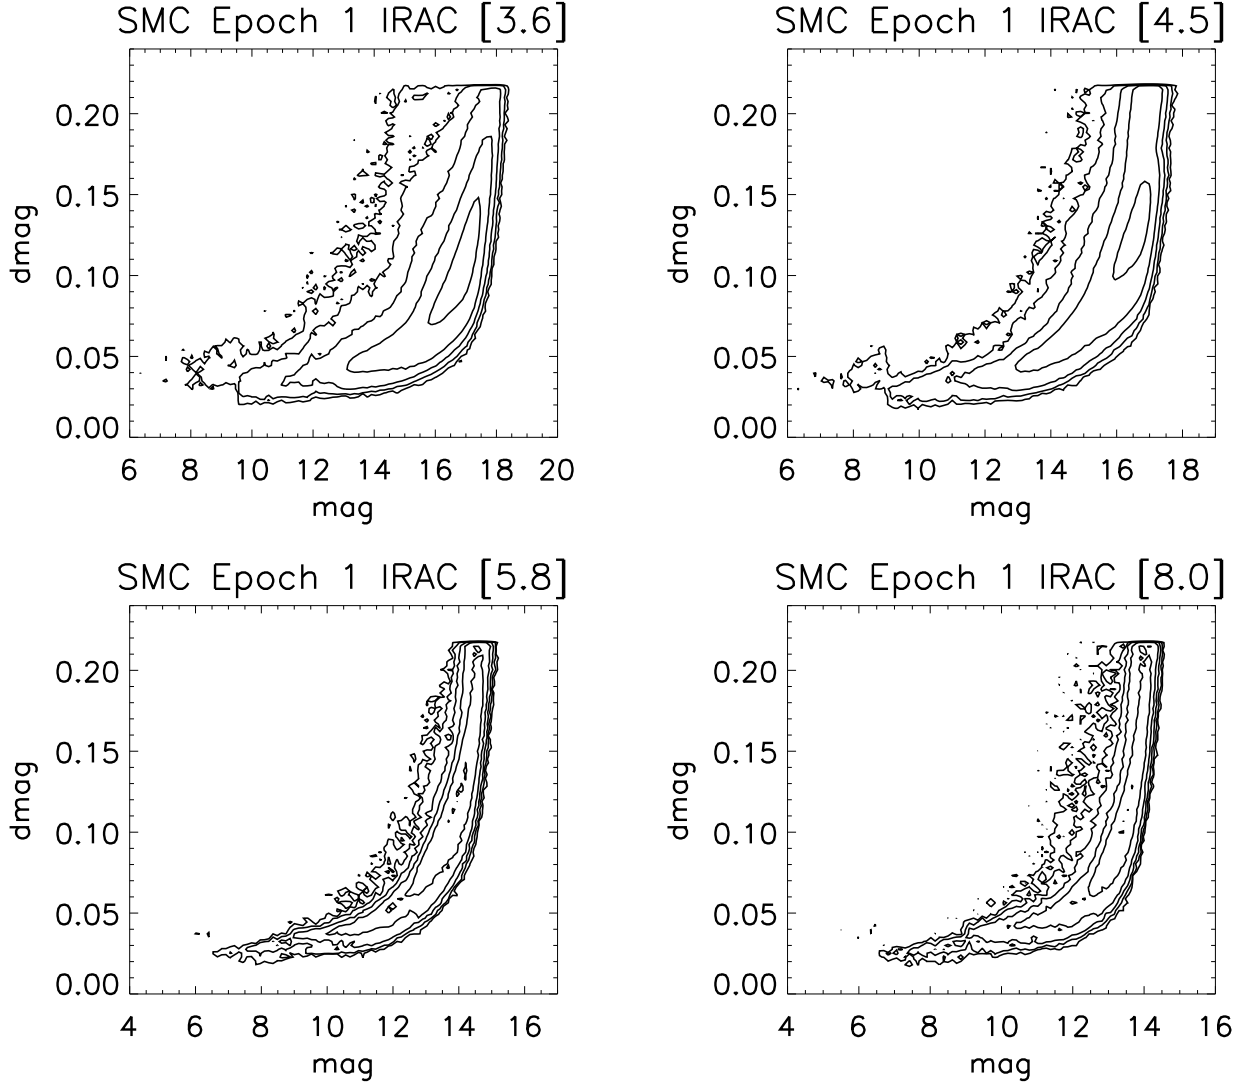 SMC Epoch 1 IRAC [3.6]
dmag
0.20
0.15
0.10
0.05
0.00
6 8 10 12 14 16 18 20
mag
SMC Epoch 1 IRAC [4.5]
dmag
0.20
0.15
0.10
0.05
0.00
6 8 10 12 14 16 18
mag
SMC Epoch 1 IRAC [5.8]
dmag
0.20
0.15
0.10
0.05
0.00
4 6 8 10 12 14 16
mag
SMC Epoch 1 IRAC [8.0]
dmag
0.20
0.15
0.10
0.05
0.00
4 6 8 10 12 14 16
mag